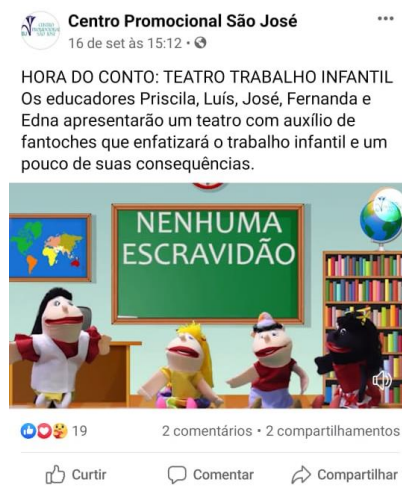 Centro Promocional São José
16 de set às 15:12
HORA DO CONTO: TEATRO TRABALHO INFANTIL
Os educadores Priscila, Luís, José, Fernanda e
Edna apresentarão um teatro com auxílio de
fantoches que enfatizará o trabalho infantil e um
pouco de suas consequências.
NENHUMA
ESCRAVIDÃO
19
2 comentários • 2 compartilhamentos
Curtir
Comentar
Compartilhar